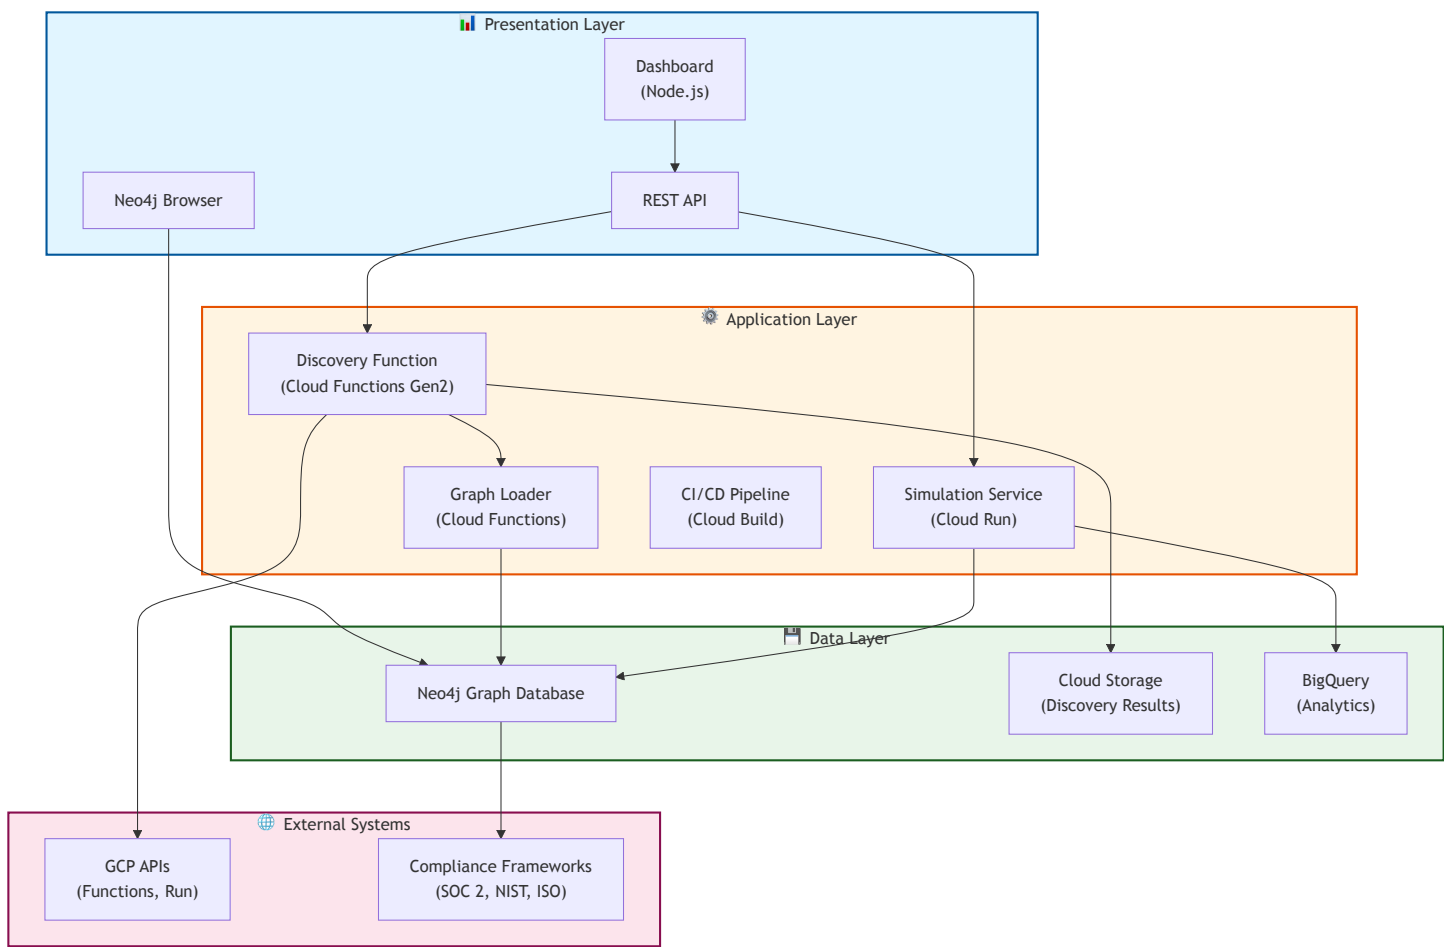 📊 Presentation Layer
Dashboard
(Node.js)
Neo4j Browser
REST API
⚙️ Application Layer
Discovery Function
(Cloud Functions Gen2)
Graph Loader
(Cloud Functions)
CI/CD Pipeline
(Cloud Build)
Simulation Service
(Cloud Run)
💾 Data Layer
Neo4j Graph Database
Cloud Storage
(Discovery Results)
BigQuery
(Analytics)
🌐 External Systems
GCP APIs
(Functions, Run)
Compliance Frameworks
(SOC 2, NIST, ISO)